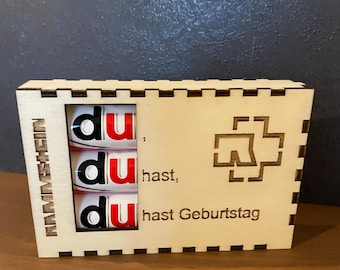 RAMMSTEIN
du,
du hast,
du hast Geburtstag